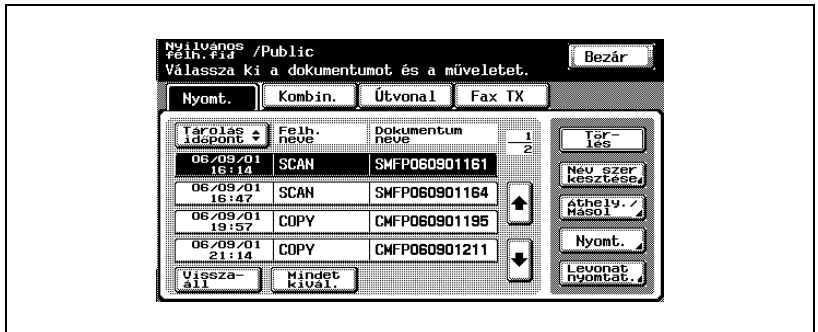 Nyilvános
felh.fid /Public
Válassza ki a dokumentumot és a müveletet.
Bezár
Nyomt. Kombin. Útvonal Fax TX
Tárolás
időpont
Felh.
neve
Dokumentum
neve
1
2
06/09/01
16:14
SCAN SMFP060901161
06/09/01
16:47
SCAN SMFP060901164
06/09/01
19:57
COPY CMFP060901195
06/09/01
21:14
COPY CMFP060901211
Vissza-
áll
Mindet
kivál.
Tör-
lés
Név szer
kesztése
Áthely./
Másol
Nyomt.
Levonat
nyomtat.